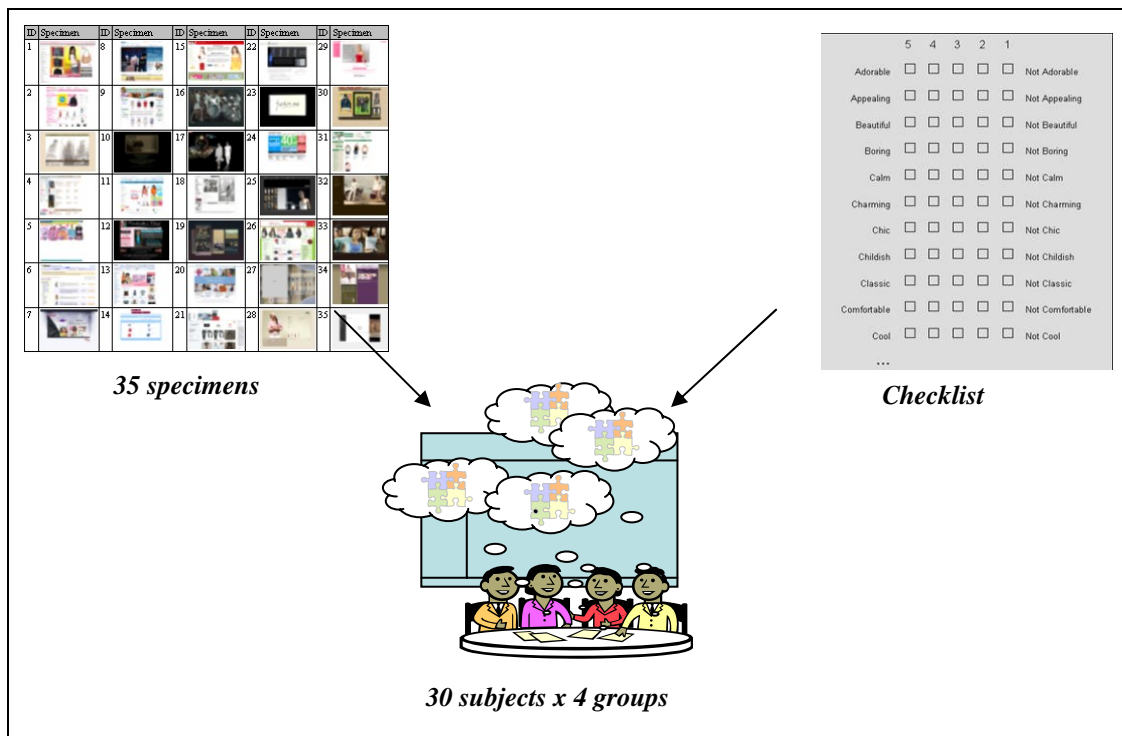 ID Specimen ID Specimen ID Specimen ID Specimen ID Specimen
1 8 15 22 29
2 9 16 23 30
3 10 17 24 31
4 11 18 25 32
5 12 19 26 33
6 13 20 27 34
7 14 21 28 35
35 specimens
5 4 3 2 1
Adorable Not Adorable
Appealing Not Appealing
Beautiful Not Beautiful
Boring Not Boring
Calm Not Calm
Charming Not Charming
Chic Not Chic
Childish Not Childish
Classic Not Classic
Comfortable Not Comfortable
Cool Not Cool
...
Checklist
30 subjects x 4 groups